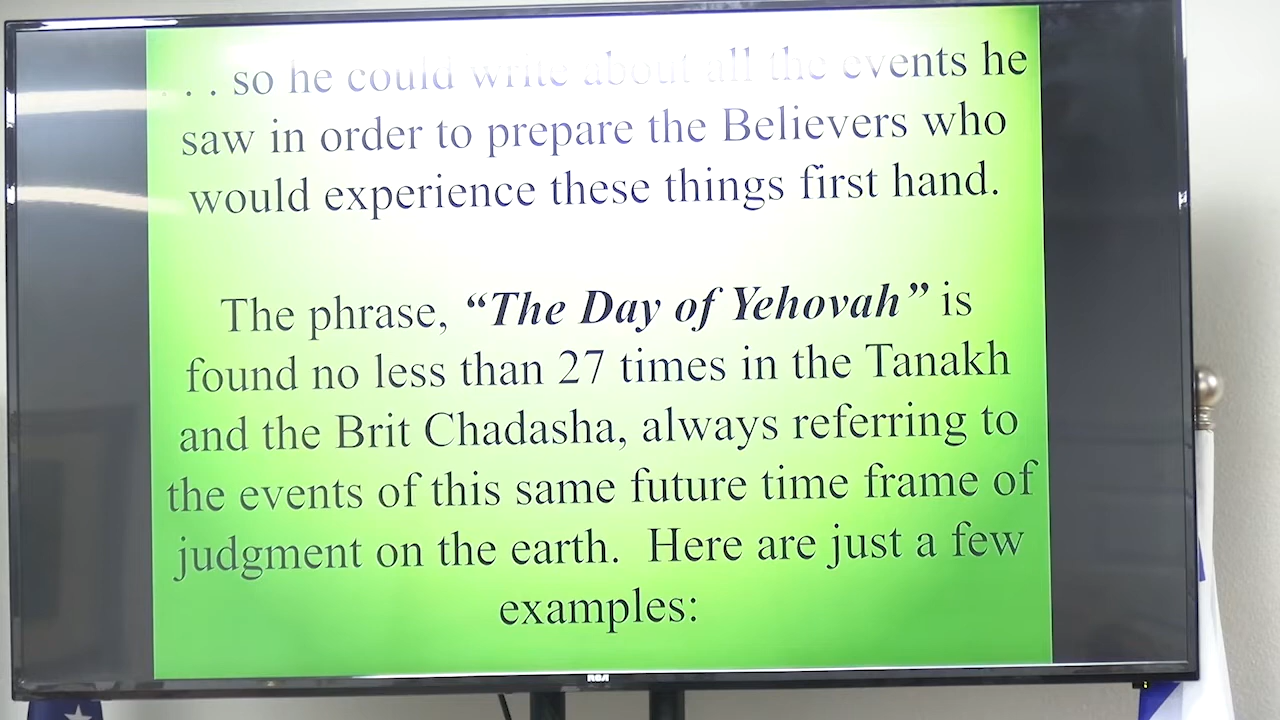 . . . so he could write about all the events he
saw in order to prepare the Believers who
would experience these things first hand.
The phrase, “The Day of Yehovah” is
found no less than 27 times in the Tanakh
and the Brit Chadasha, always referring to
the events of this same future time frame of
judgment on the earth.  Here are just a few
examples:
RCA